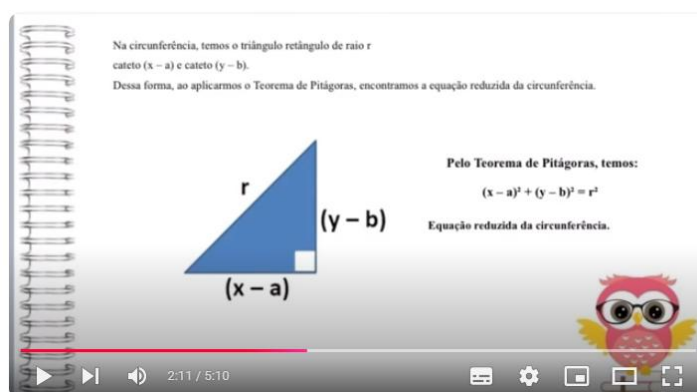 Na circunferência, temos o triângulo retângulo de raio r
cateto (x – a) e cateto (y – b).
Dessa forma, ao aplicarmos o Teorema de Pitágoras, encontramos a equação reduzida da circunferência.
r
(y – b)
(x – a)
Pelo Teorema de Pitágoras, temos:
(x – a)² + (y – b)² = r²
Equação reduzida da circunferência.
2:11 / 5:10